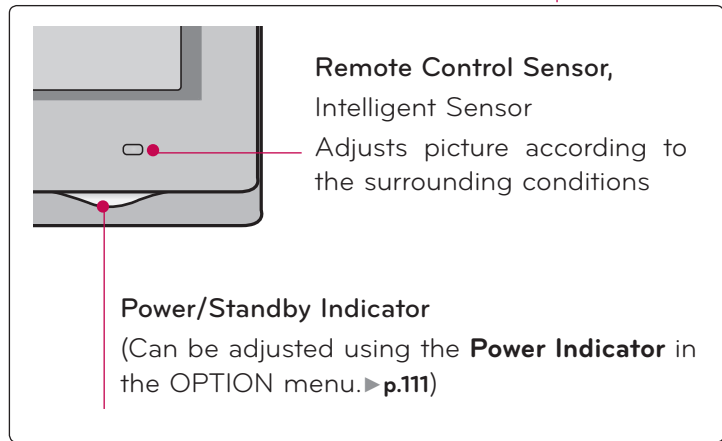 Remote Control Sensor,
Intelligent Sensor
Adjusts picture according to
the surrounding conditions
Power/Standby Indicator
(Can be adjusted using the Power Indicator in
the OPTION menu.►p.111)